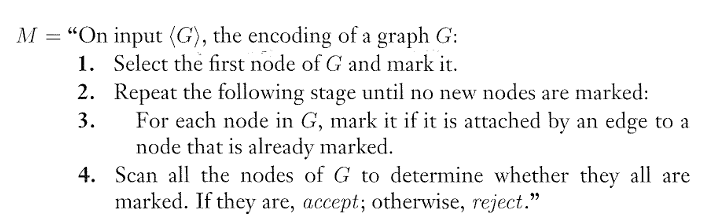 M = “On input ⟨G⟩, the encoding of a graph G:
1. Select the first node of G and mark it.
2. Repeat the following stage until no new nodes are marked:
3. For each node in G, mark it if it is attached by an edge to a
node that is already marked.
4. Scan all the nodes of G to determine whether they all are
marked. If they are, accept; otherwise, reject.”